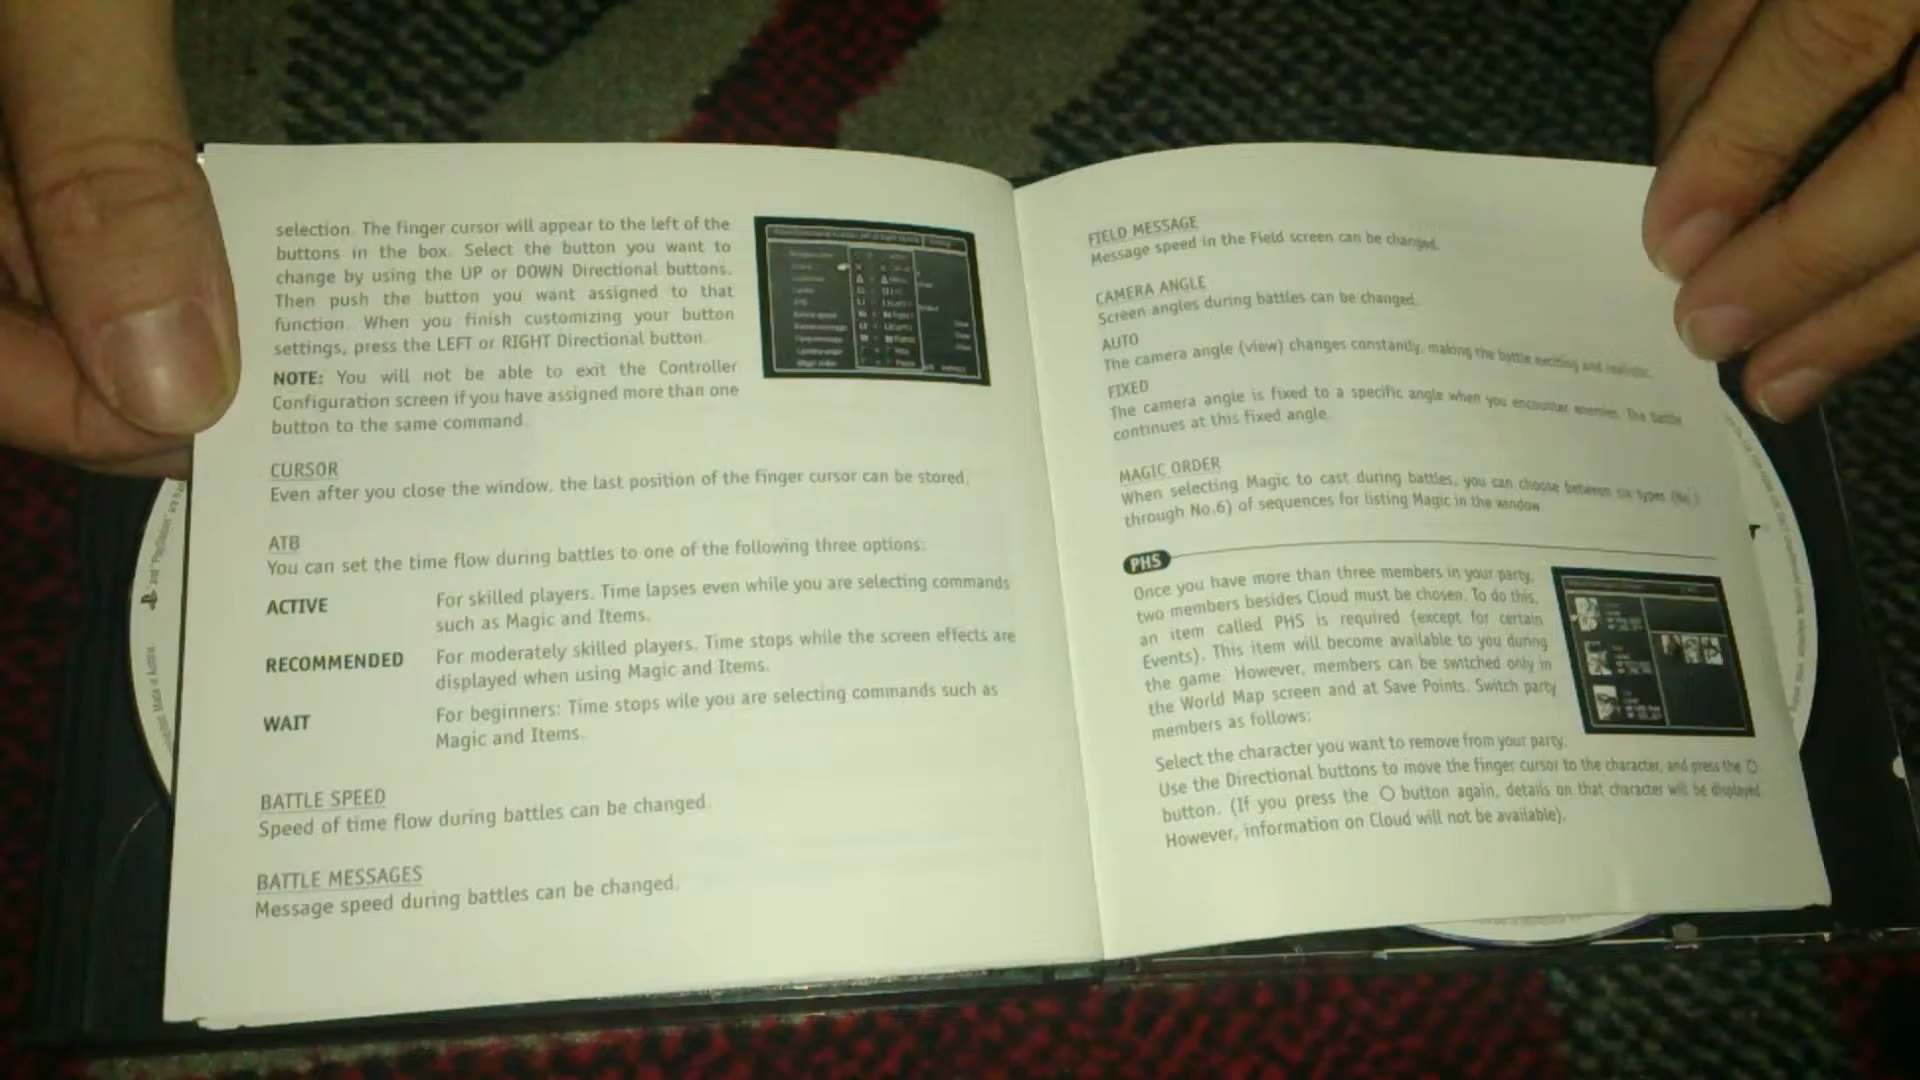 selection. The finger cursor will appear to the left of the
buttons in the box. Select the button you want to
change by using the UP or DOWN Directional buttons.
Then push the button you want assigned to that
function. When you finish customizing your button
settings, press the LEFT or RIGHT Directional button.
NOTE: You will not be able to exit the Controller
Configuration screen if you have assigned more than one
button to the same command.
CURSOR
Even after you close the window, the last position of the finger cursor can be stored.
ATB
You can set the time flow during battles to one of the following three options.
ACTIVE
For skilled players. Time lapses even while you are selecting commands
such as Magic and Items.
RECOMMENDED
For moderately skilled players. Time stops while the screen effects are
displayed when using Magic and Items.
WAIT
For beginners: Time stops wile you are selecting commands such as
Magic and Items.
BATTLE SPEED
Speed of time flow during battles can be changed.
BATTLE MESSAGES
Message speed during battles can be changed.
FIELD MESSAGE
Message speed in the Field screen can be changed.
CAMERA ANGLE
Screen angles during battles can be changed.
AUTO
The camera angle (view) changes constantly, making the battle exciting and realistic.
FIXED
The camera angle is fixed to a specific angle when you encounter enemies. The battle
continues at this fixed angle.
MAGIC ORDER
When selecting Magic to cast during battles, you can choose between six types (No.1
through No.6) of sequences for listing Magic in the window.
PHS
Once you have more than three members in your party,
two members besides Cloud must be chosen. To do this,
an item called PHS is required (except for certain
Events). This item will become available to you during
the game. However, members can be switched only in
the World Map screen and at Save Points. Switch party
members as follows:
Select the character you want to remove from your party.
Use the Directional buttons to move the finger cursor to the character, and press the O
button. (If you press the O button again, details on that character will be displayed.
However, information on Cloud will not be available).